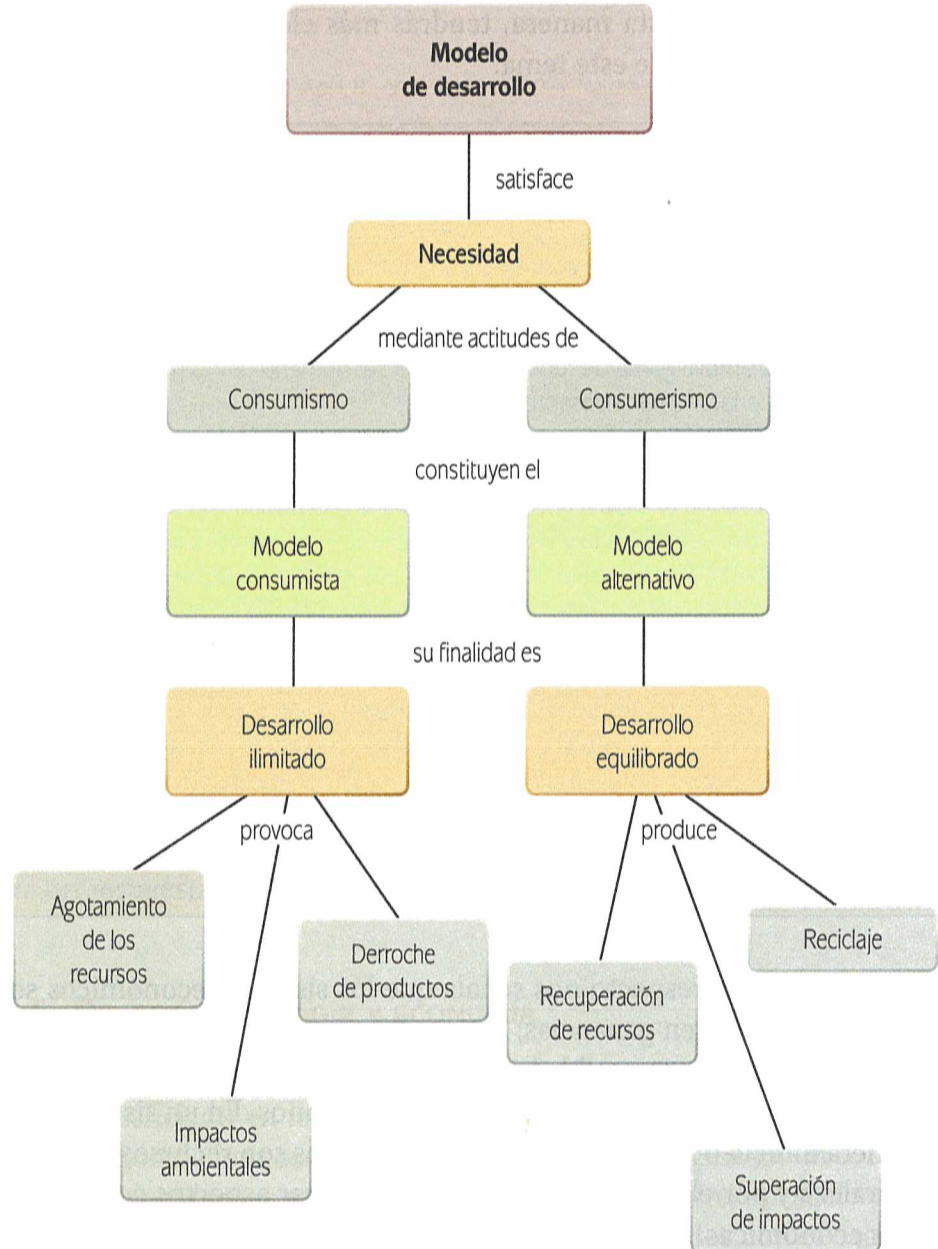 Modelo
de desarrollo
satisface
Necesidad
mediante actitudes de
Consumismo
Consumerismo
constituyen el
Modelo
consumista
Modelo
alternativo
su finalidad es
Desarrollo
ilimitado
Desarrollo
equilibrado
provoca
produce
Agotamiento
de los
recursos
Derroche
de productos
Reciclaje
Recuperación
de recursos
Impactos
ambientales
Superación
de impactos